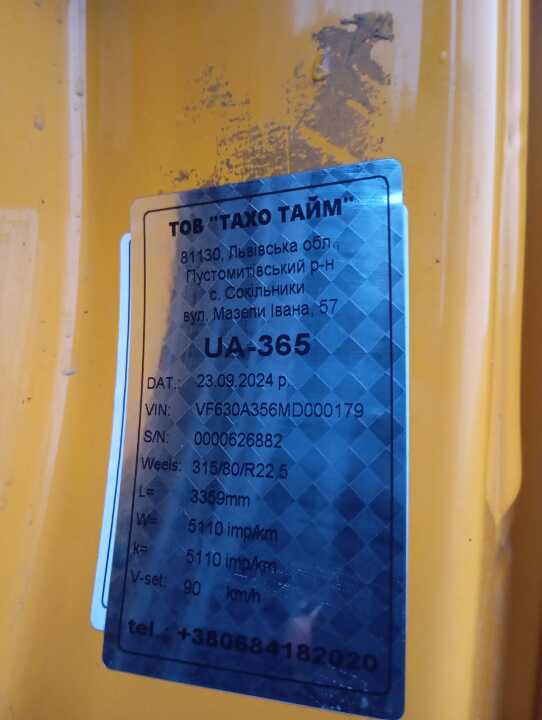 ТОВ "ТАХО ТАЙМ"
81130, Львівська обл.,
Пустомитівський р-н
с. Сокільники
вул. Мазепи Івана, 57
UA-365
DAT.: 23.09.2024 р.
VIN: VF630A356MD000179
S/N: 0000626882
Weels: 315/80/R22,5
L= 3359mm
W= 5110 imp/km
k= 5110 imp/km
V-set: 90 km/h
tel.: +380684182020